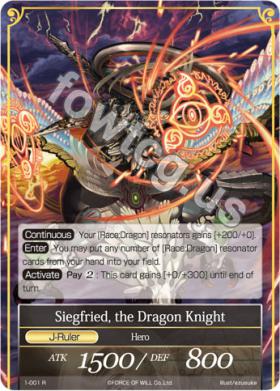 fowtcg.us
Continuous Your [Race:Dragon] resonators gains [+200/+0].
Enter You may put any number of [Race:Dragon] resonator
cards from your hand into your field.
Activate Pay 2 : This card gains [+0/±300] until end of
turn.
Siegfried, the Dragon Knight
J-Ruler Hero
ATK 1500 / DEF 800
1-001 R ©FORCE OF WILL Co.Ltd. Illust/ezusuke